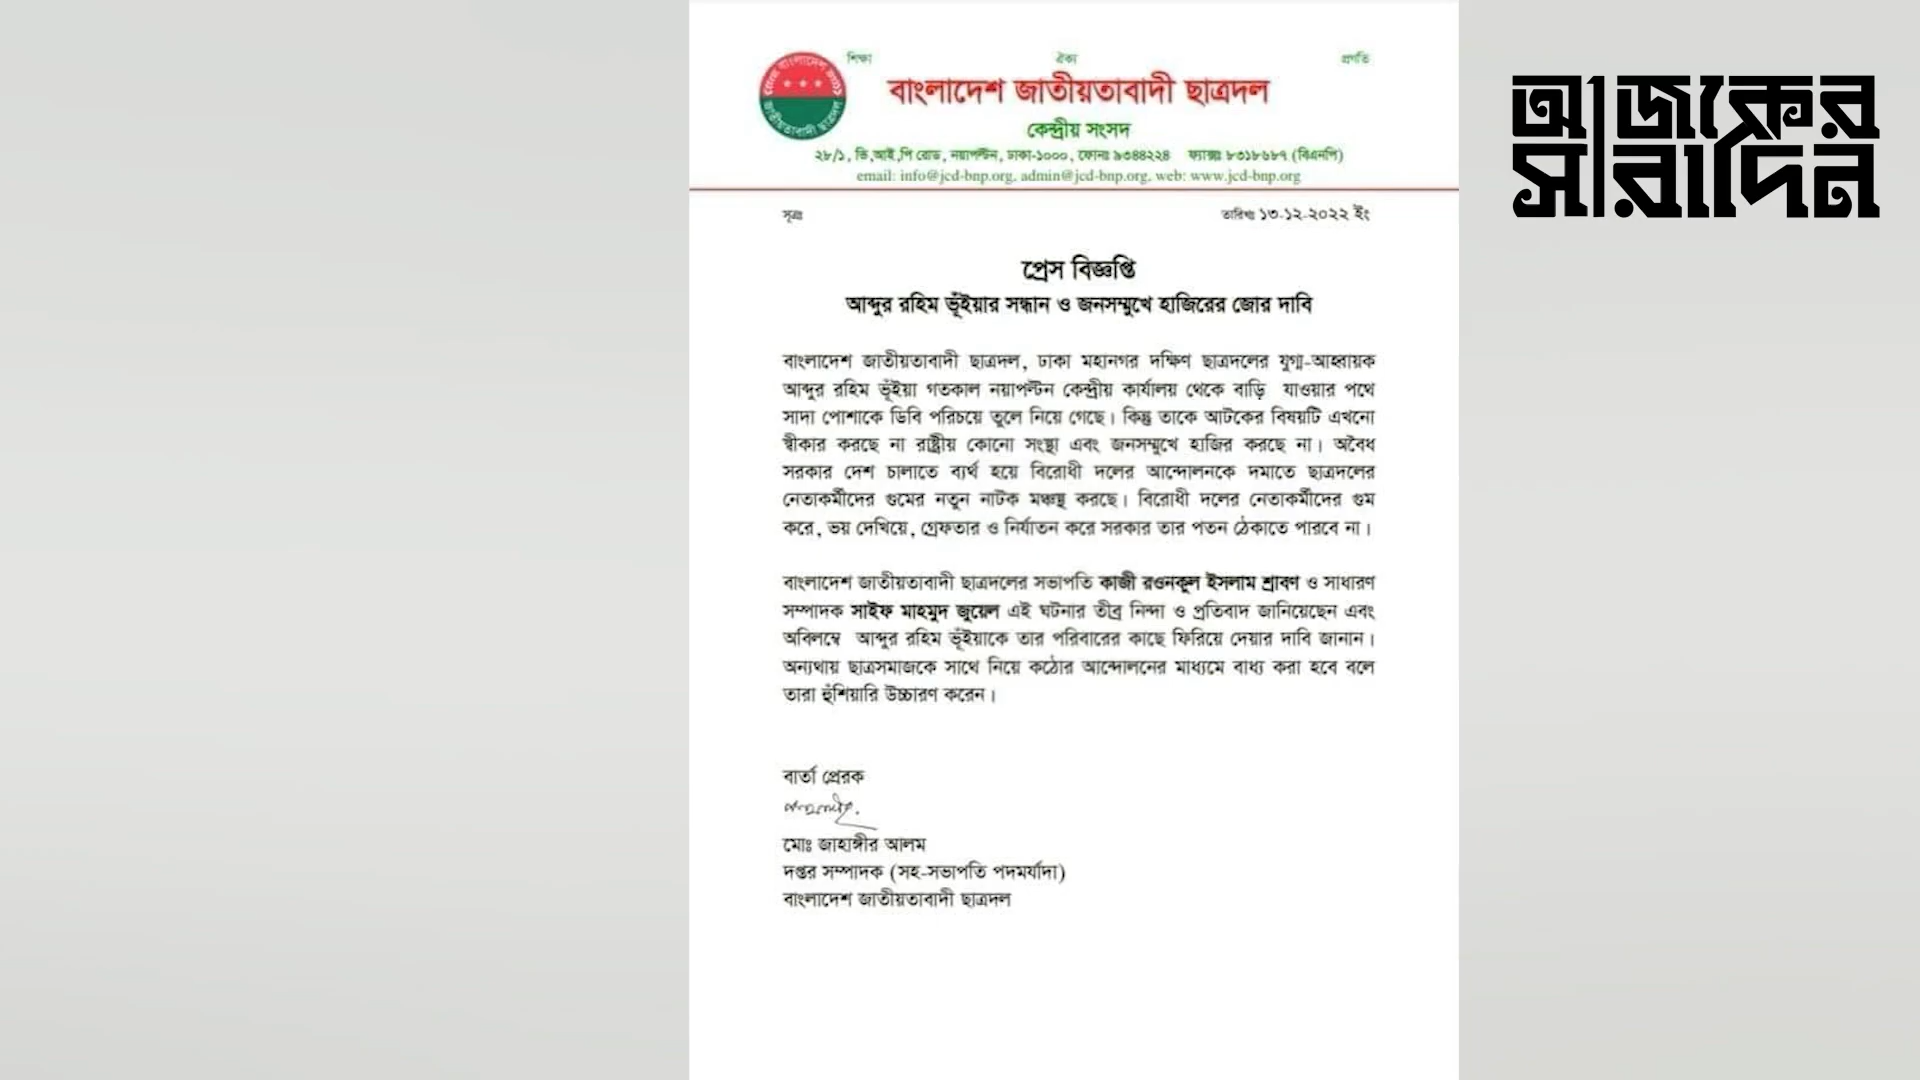 শিক্ষা ঐক্য প্রগতি
বাংলাদেশ জাতীয়তাবাদী ছাত্রদল
কেন্দ্রীয় সংসদ
২৮/১, ভি,আই,পি রোড, নয়াপল্টন, ঢাকা-১০০০, ফোনঃ ৯৩৪৪২২৪ ফ্যাক্সঃ ৮৩১৮৬৮৭ (বিএনপি)
email: info@jcd-bnp.org, admin@jcd-bnp.org, web: www.jcd-bnp.org
সূত্রঃ তারিখঃ ১৩-১২-২০২২ ইং
প্রেস বিজ্ঞপ্তি
আব্দুর রহিম ভূঁইয়ার সন্ধান ও জনসম্মুখে হাজিরের জোর দাবি
বাংলাদেশ জাতীয়তাবাদী ছাত্রদল, ঢাকা মহানগর দক্ষিণ ছাত্রদলের যুগ্ম-আহ্বায়ক
আব্দুর রহিম ভূঁইয়া গতকাল নয়াপল্টন কেন্দ্রীয় কার্যালয় থেকে বাড়ি যাওয়ার পথে
সাদা পোশাকে ডিবি পরিচয়ে তুলে নিয়ে গেছে। কিন্তু তাকে আটকের বিষয়টি এখনো
স্বীকার করছে না রাষ্ট্রীয় কোনো সংস্থা এবং জনসম্মুখে হাজির করছে না। অবৈধ
সরকার দেশ চালাতে ব্যর্থ হয়ে বিরোধী দলের আন্দোলনকে দমাতে ছাত্রদলের
নেতাকর্মীদের গুমের নতুন নাটক মঞ্চস্থ করছে। বিরোধী দলের নেতাকর্মীদের গুম
করে, ভয় দেখিয়ে, গ্রেফতার ও নির্যাতন করে সরকার তার পতন ঠেকাতে পারবে না।
বাংলাদেশ জাতীয়তাবাদী ছাত্রদলের সভাপতি কাজী রওনকুল ইসলাম শ্রাবণ ও সাধারণ
সম্পাদক সাইফ মাহমুদ জুয়েল এই ঘটনার তীব্র নিন্দা ও প্রতিবাদ জানিয়েছেন এবং
অবিলম্বে আব্দুর রহিম ভূঁইয়াকে তার পরিবারের কাছে ফিরিয়ে দেয়ার দাবি জানান।
অন্যথায় ছাত্রসমাজকে সাথে নিয়ে কঠোর আন্দোলনের মাধ্যমে বাধ্য করা হবে বলে
তারা হুঁশিয়ারি উচ্চারণ করেন।
বার্তা প্রেরক
মোঃ জাহাঙ্গীর আলম
দপ্তর সম্পাদক (সহ-সভাপতি পদমর্যাদা)
বাংলাদেশ জাতীয়তাবাদী ছাত্রদল
আজকের
সারাদিন